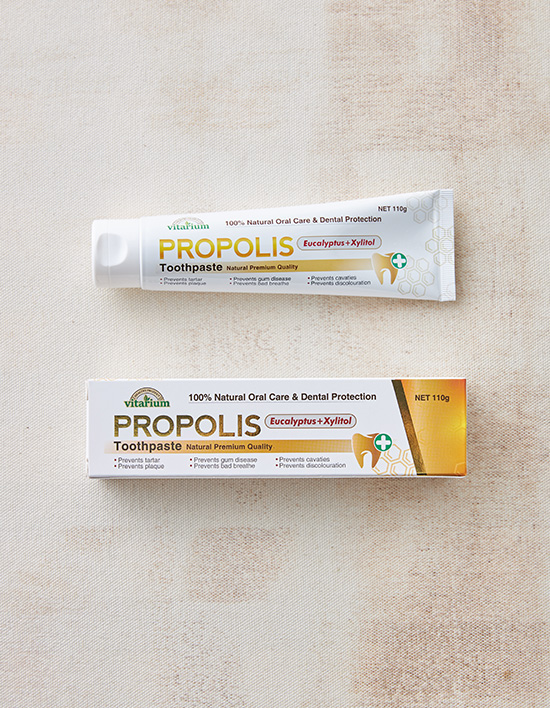 NET 110g
vitarium
100% Natural Oral Care & Dental Protection
PROPOLIS
Eucalyptus+Xylitol
Toothpaste Natural Premium Quality
• Prevents tartar • Prevents gum disease • Prevents cavaties
• Prevents plaque • Prevents bad breathe • Prevents discolouration
vitarium
100% Natural Oral Care & Dental Protection
NET 110g
PROPOLIS
Eucalyptus+Xylitol
Toothpaste Natural Premium Quality
• Prevents tartar • Prevents gum disease • Prevents cavaties
• Prevents plaque • Prevents bad breathe • Prevents discolouration